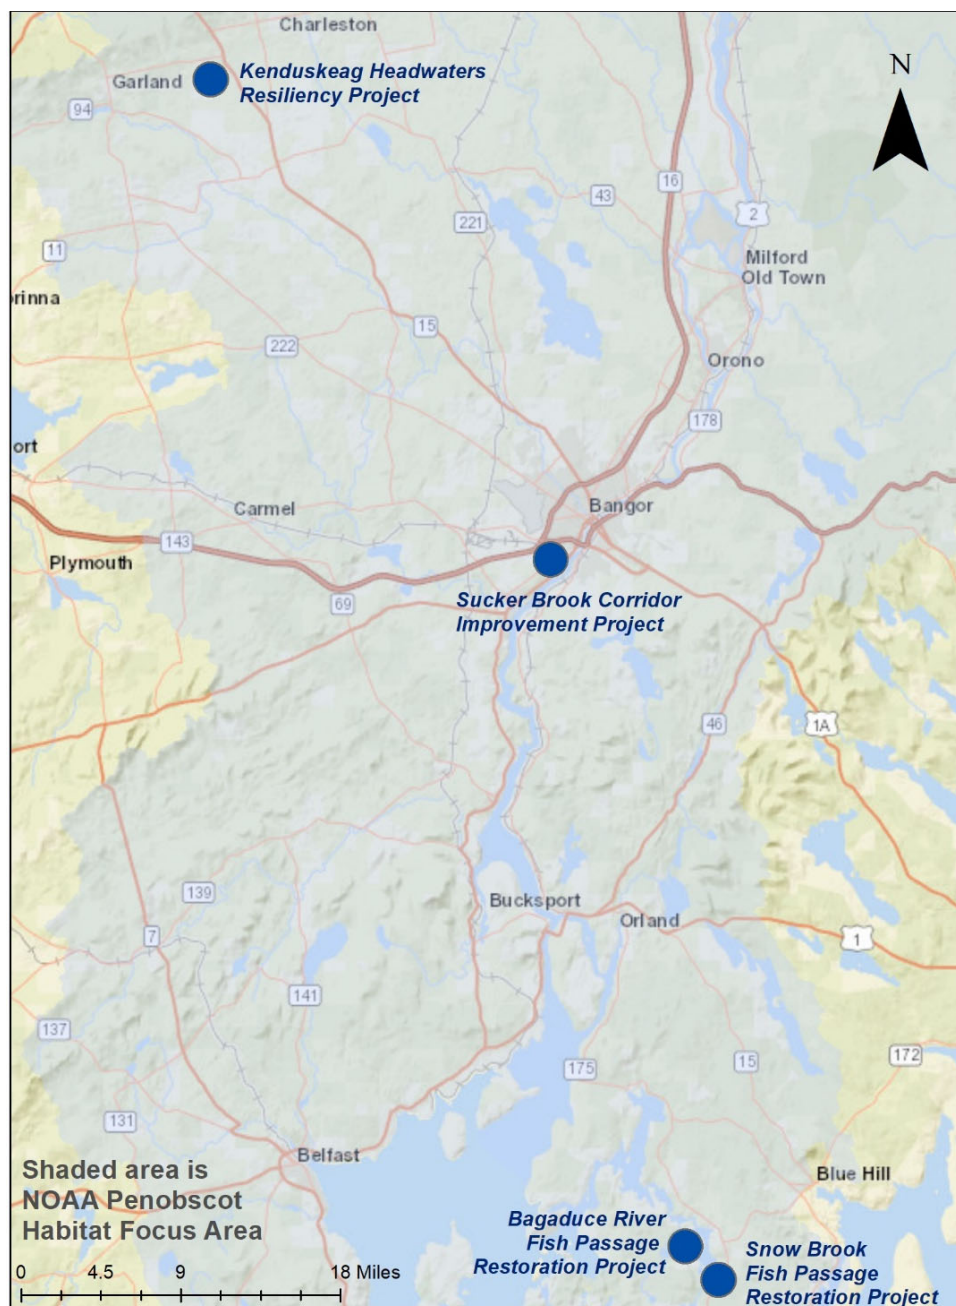 Charleston
Garland
Kenduskeag Headwaters
Resiliency Project
N
94
16
43
221
2
11
Milford
Old Town
orinna
15
222
Orono
178
ort
Carmel
Bangor
143
Plymouth
69
Sucker Brook Corridor
Improvement Project
46
1A
139
Bucksport
Orland
7
1
141
137
175
15
172
131
Belfast
Blue Hill
Shaded area is
NOAA Penobscot
Habitat Focus Area
Bagaduce River
Fish Passage
Restoration Project
Snow Brook
Fish Passage
Restoration Project
0 4.5 9 18 Miles